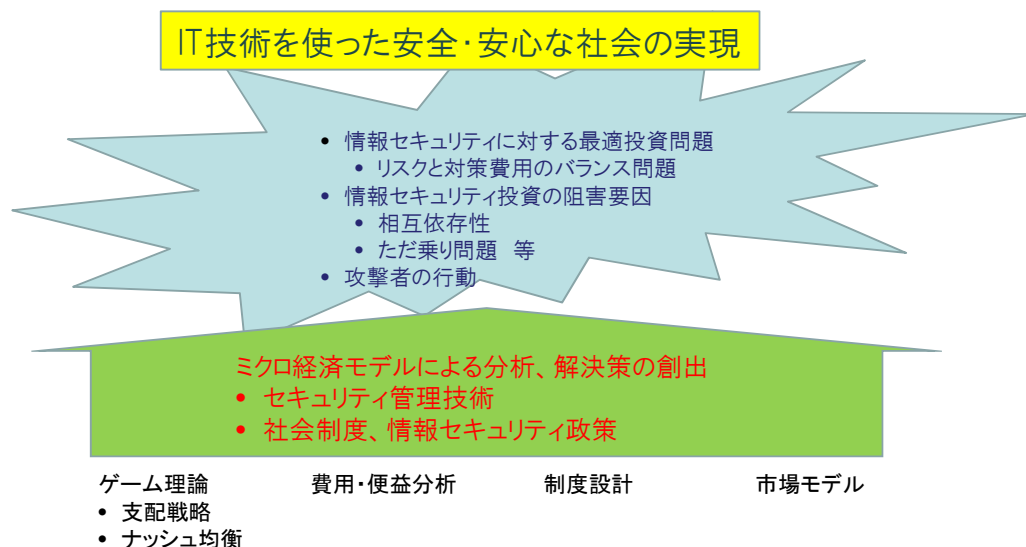 IT技術を使った安全・安心な社会の実現
• 情報セキュリティに対する最適投資問題
• リスクと対策費用のバランス問題
• 情報セキュリティ投資の阻害要因
• 相互依存性
• ただ乗り問題　等
• 攻撃者の行動
ミクロ経済モデルによる分析、解決策の創出
• セキュリティ管理技術
• 社会制度、情報セキュリティ政策
ゲーム理論
• 支配戦略
• ナッシュ均衡
費用・便益分析
制度設計
市場モデル